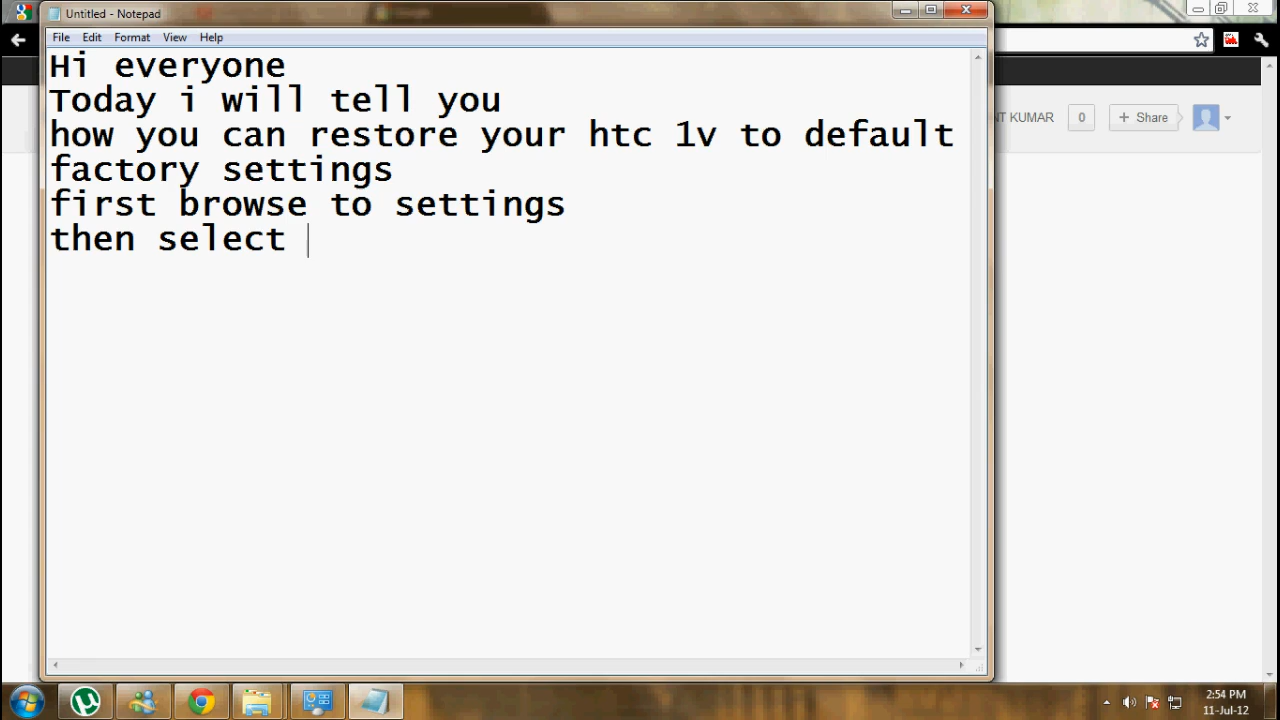 Untitled - Notepad
File Edit Format View Help
Hi everyone
Today i will tell you
how you can restore your htc 1v to default
factory settings
first browse to settings
then select
NT KUMAR 0 + Share
2:54 PM
11-Jul-12